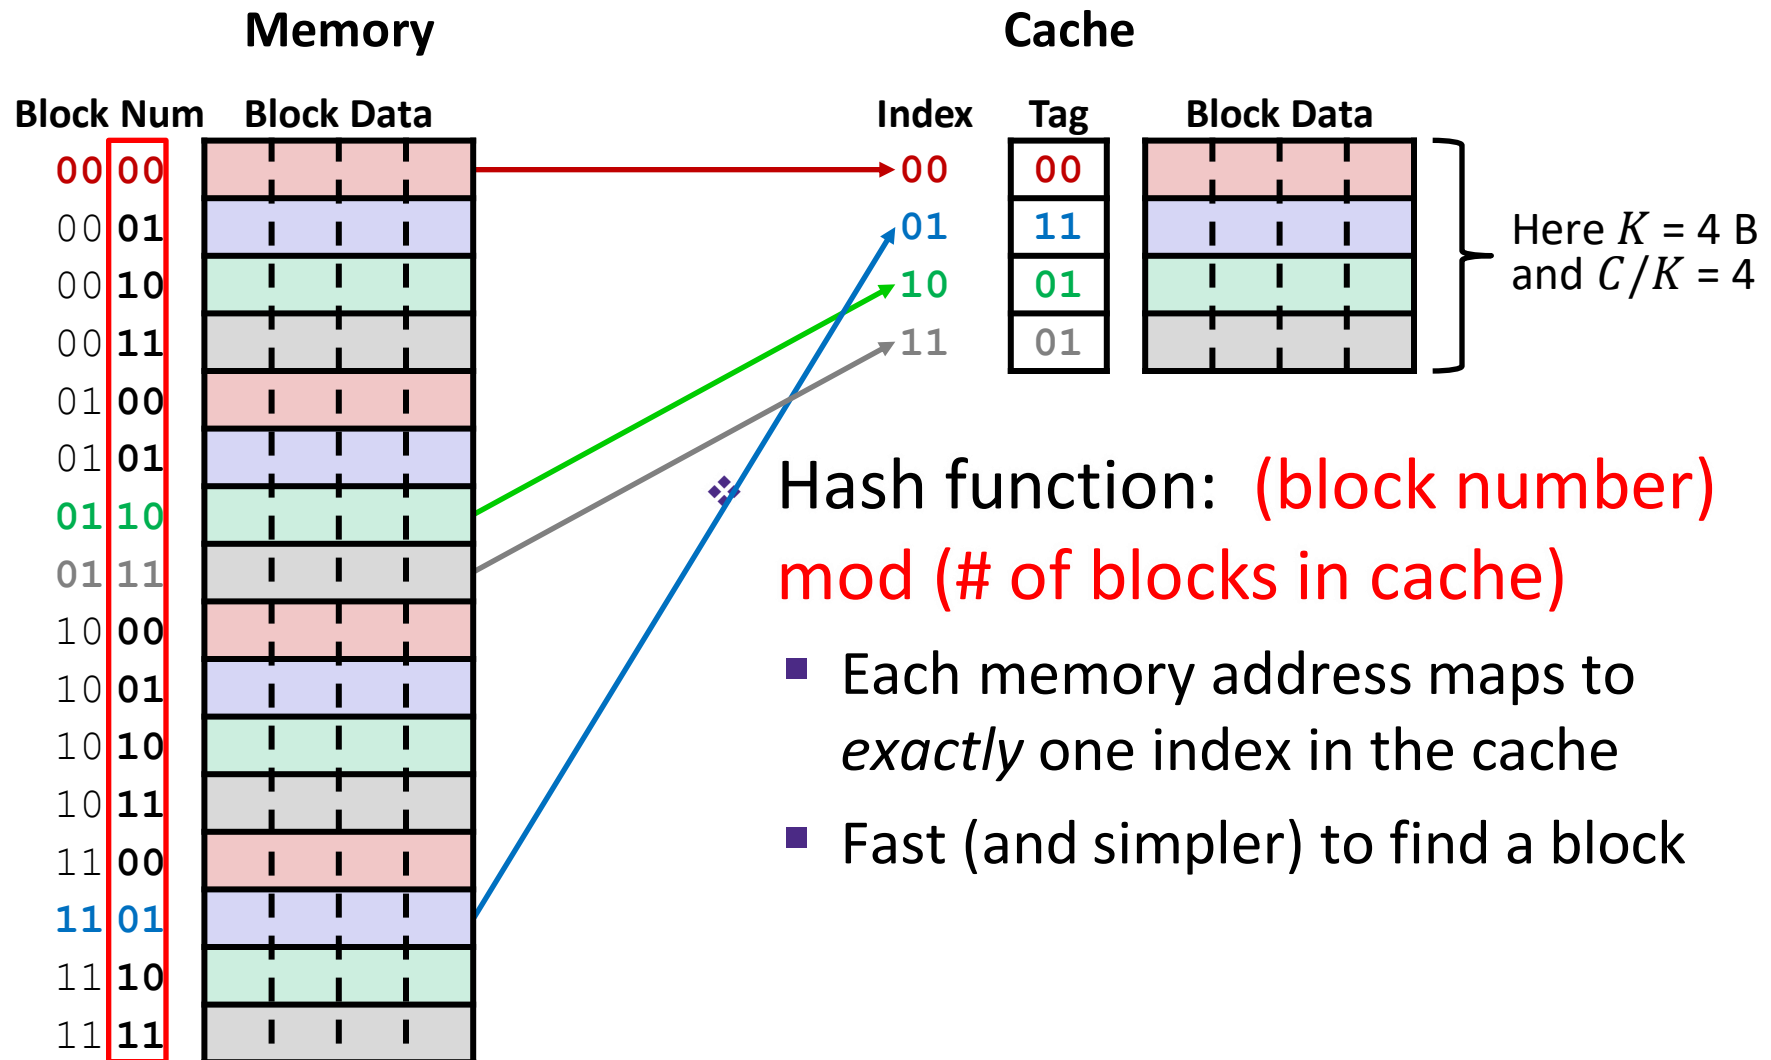 Memory Cache
Block Num Block Data Index Tag Block Data
00 00 00 00
00 01 01 11
00 10 10 01
00 11 11 01
Here K = 4 B
and C/K = 4
01 00
01 01
01 10
01 11
10 00
10 01
10 10
10 11
11 00
11 01
11 10
11 11
❖ Hash function: (block number)
mod (# of blocks in cache)
▪ Each memory address maps to
exactly one index in the cache
▪ Fast (and simpler) to find a block